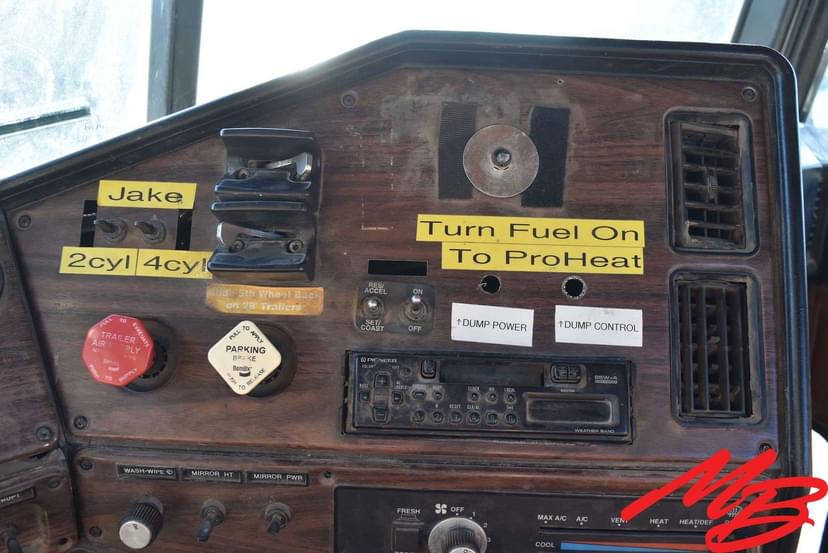 Jake
2cyl 4cyl
Slide 5th Wheel Back
on 28' Trailers
Turn Fuel On
To ProHeat
↑DUMP POWER
↑DUMP CONTROL
RES/
ACCEL
ON
SET/
COAST
OFF
TRAILER
AIR SUPPLY
PULL TO APPLY
PARKING
BRAKE
Bendix
PUSH TO RELEASE
PIONEER
WEATHER BAND
WASH-WIPE
MIRROR HT
MIRROR PWR
FRESH
OFF
MAX A/C
A/C
VENT
HEAT
HEAT/DEF
COOL
MB